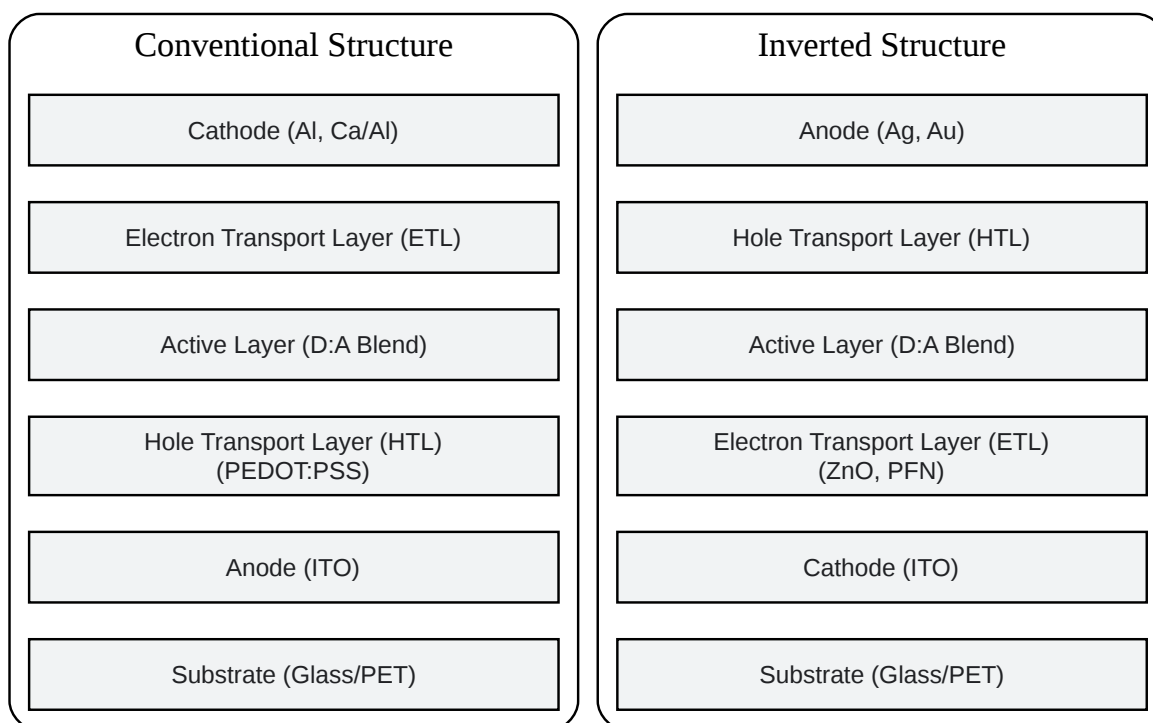 Conventional Structure
Cathode (Al, Ca/Al)
Electron Transport Layer (ETL)
Active Layer (D:A Blend)
Hole Transport Layer (HTL)
(PEDOT:PSS)
Anode (ITO)
Substrate (Glass/PET)
Inverted Structure
Anode (Ag, Au)
Hole Transport Layer (HTL)
Active Layer (D:A Blend)
Electron Transport Layer (ETL)
(ZnO, PFN)
Cathode (ITO)
Substrate (Glass/PET)